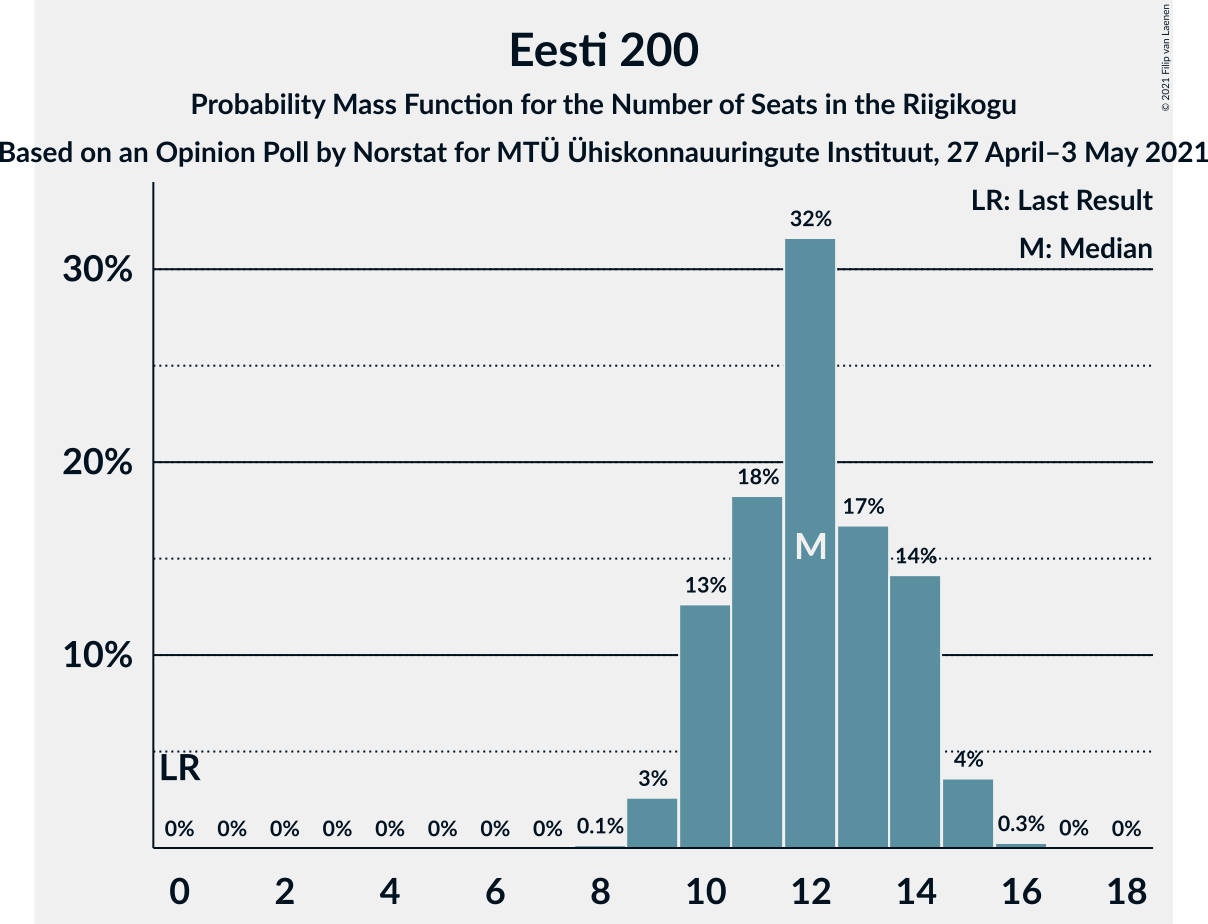 Eesti 200
Probability Mass Function for the Number of Seats in the Riigikogu
Based on an Opinion Poll by Norstat for MTÜ Ühiskonnauuringute Instituut, 27 April–3 May 2021
© 2021 Filip van Laenen
LR: Last Result
M: Median
32%
30%
20%
18%
17%
M
14%
13%
10%
LR
4%
3%
0% 0% 0% 0% 0% 0% 0% 0% 0.1% 0.3% 0% 0%
0 2 4 6 8 10 12 14 16 18